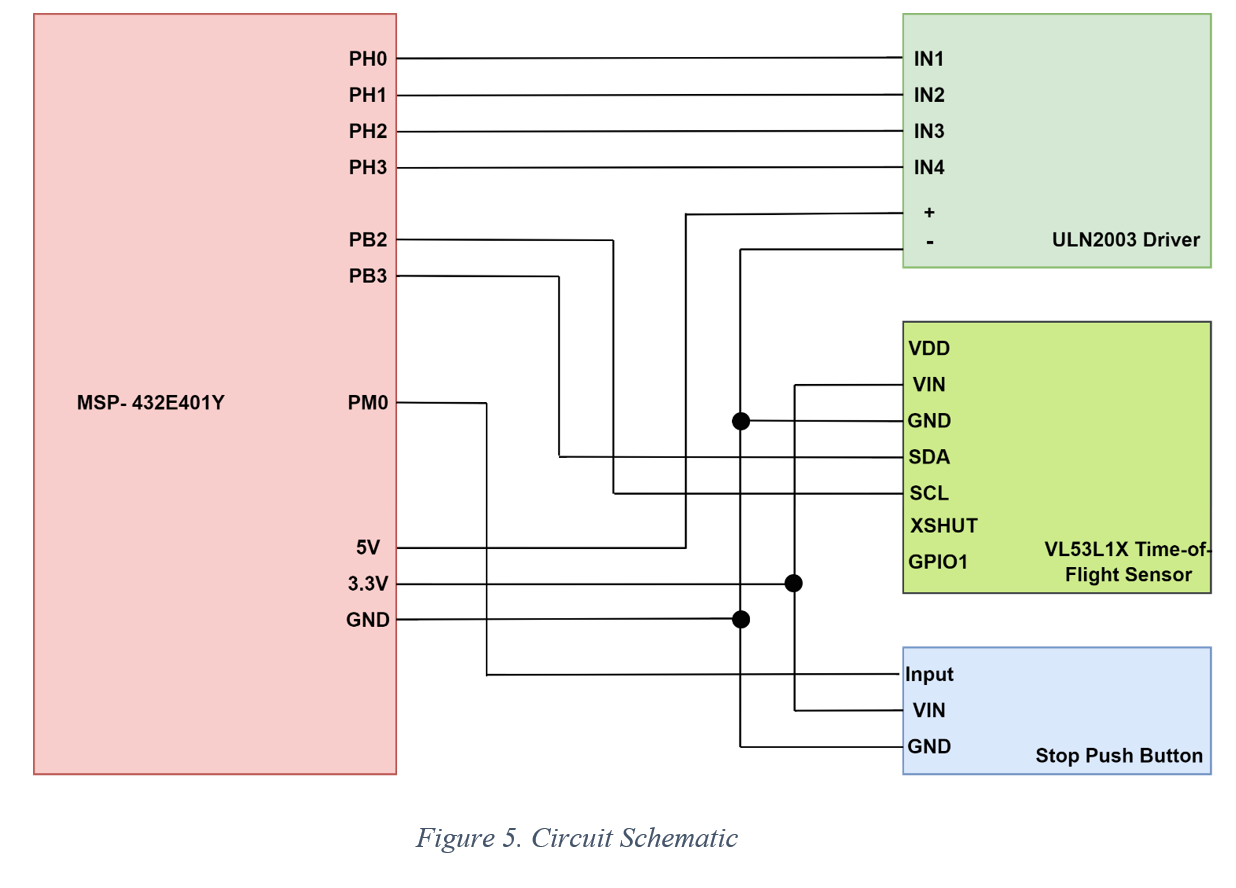 PH0
PH1
PH2
PH3
PB2
PB3
MSP- 432E401Y
PM0
5V
3.3V
GND
IN1
IN2
IN3
IN4
+
-
ULN2003 Driver
VDD
VIN
GND
SDA
SCL
XSHUT
GPIO1
VL53L1X Time-of-
Flight Sensor
Input
VIN
GND
Stop Push Button
Figure 5. Circuit Schematic